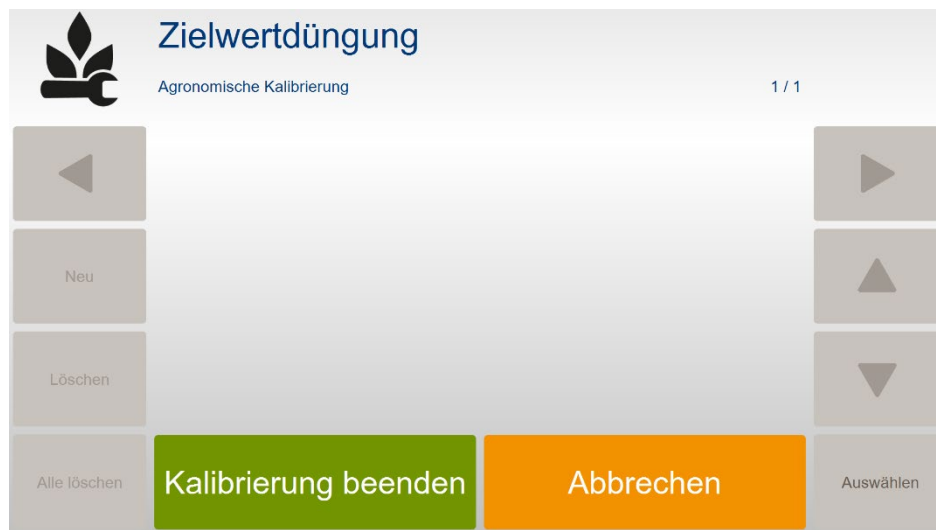 Zielwertdüngung
Agronomische Kalibrierung 1 / 1
Neu
Löschen
Alle löschen
Kalibrierung beenden
Abbrechen
Auswählen